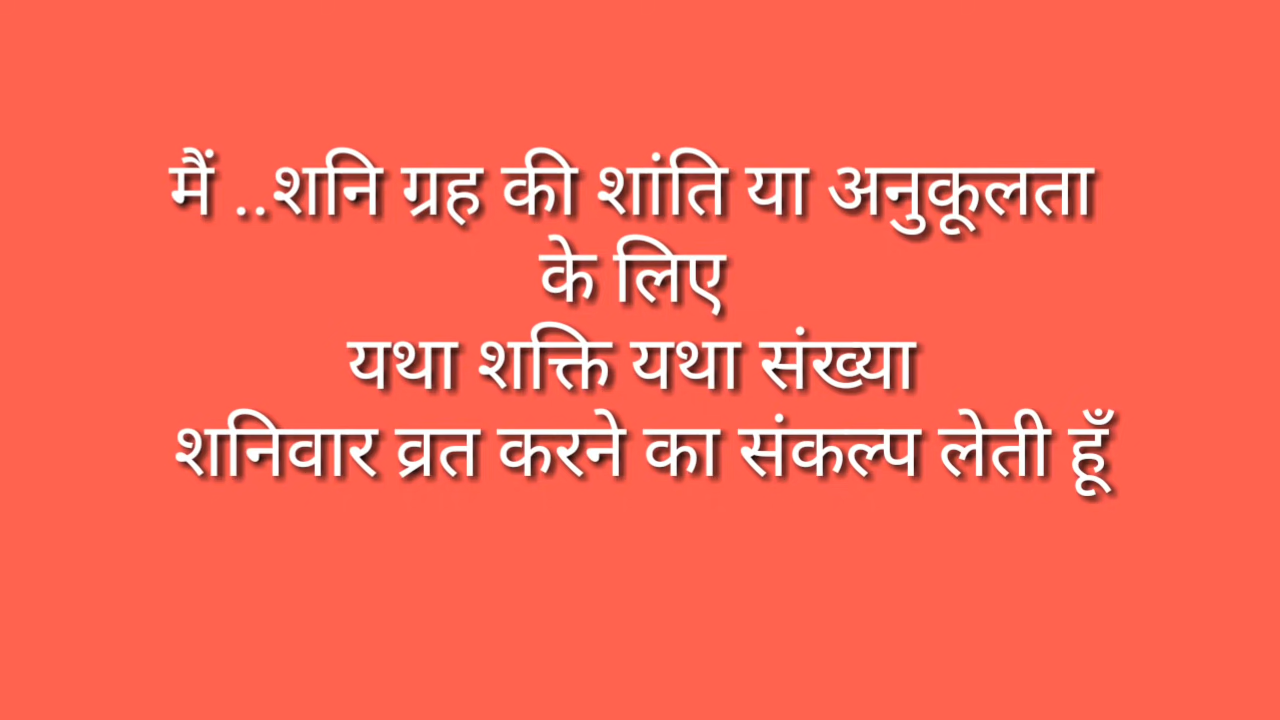 मैं ..शनि ग्रह की शांति या अनुकूलता
के लिए
यथा शक्ति यथा संख्या
शनिवार व्रत करने का संकल्प लेती हूँ